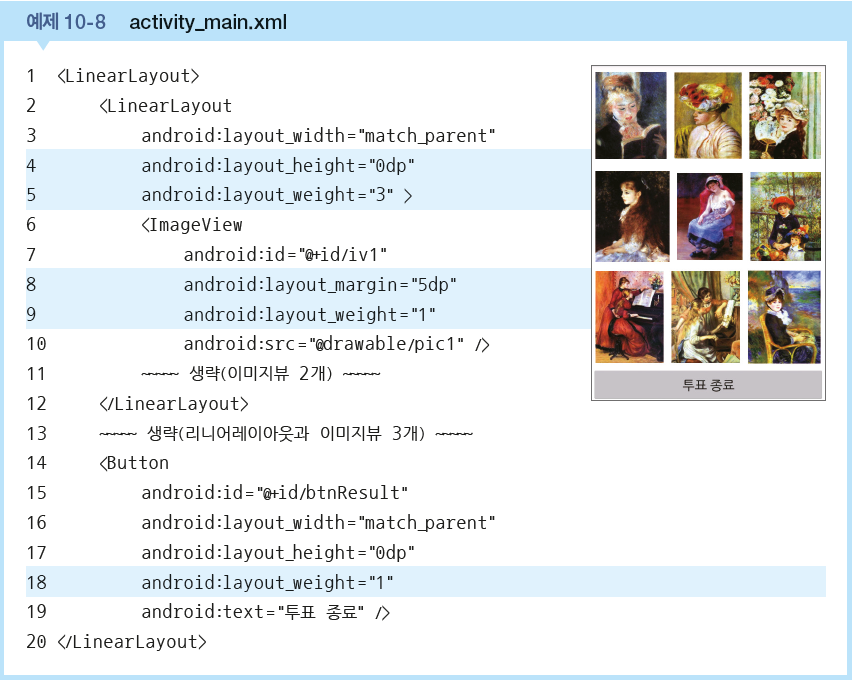 예제 10-8 activity_main.xml
1 <LinearLayout>
2 <LinearLayout
3 android:layout_width="match_parent"
4 android:layout_height="0dp"
5 android:layout_weight="3" >
6 <ImageView
7 android:id="@+id/iv1"
8 android:layout_margin="5dp"
9 android:layout_weight="1"
10 android:src="@drawable/pic1" />
11 ~~~~~ 생략(이미지뷰 2개) ~~~~~
12 </LinearLayout>
13 ~~~~~ 생략(리니어레이아웃과 이미지뷰 3개) ~~~~~
14 <Button
15 android:id="@+id/btnResult"
16 android:layout_width="match_parent"
17 android:layout_height="0dp"
18 android:layout_weight="1"
19 android:text="투표 종료" />
20 </LinearLayout>
투표 종료